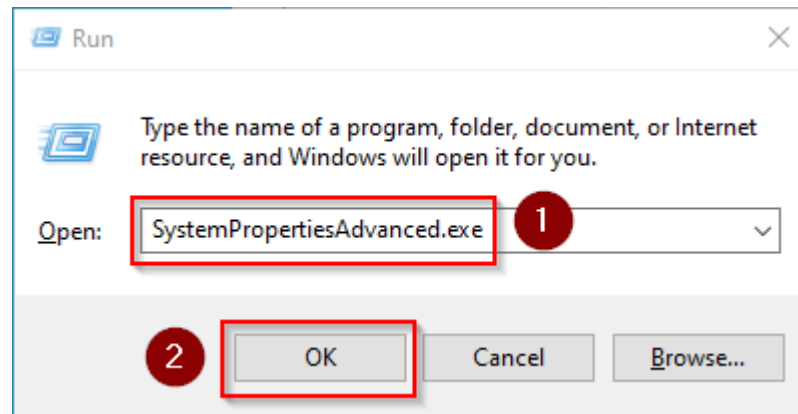 Run
Type the name of a program, folder, document, or Internet
resource, and Windows will open it for you.
Open: SystemPropertiesAdvanced.exe 1
2 OK Cancel Browse...